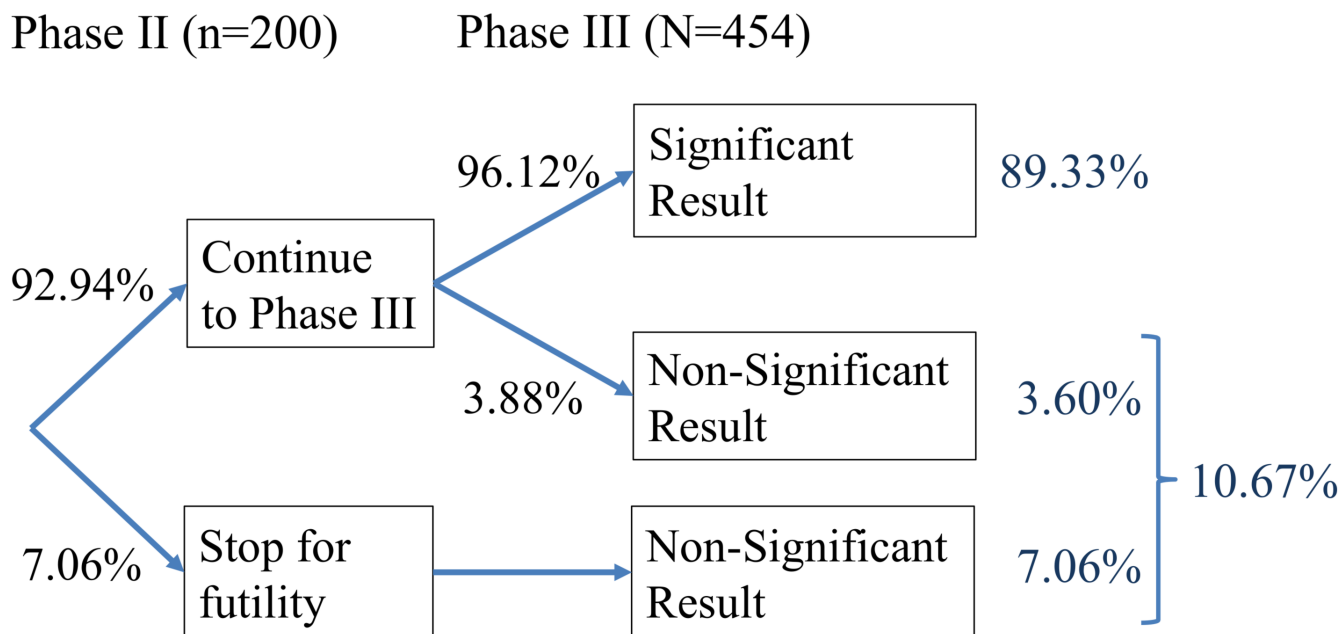 Phase II (n=200)
Phase III (N=454)
96.12%
Significant
Result
89.33%
92.94%
Continue
to Phase III
3.88%
Non-Significant
Result
3.60%
10.67%
7.06%
Stop for
futility
Non-Significant
Result
7.06%